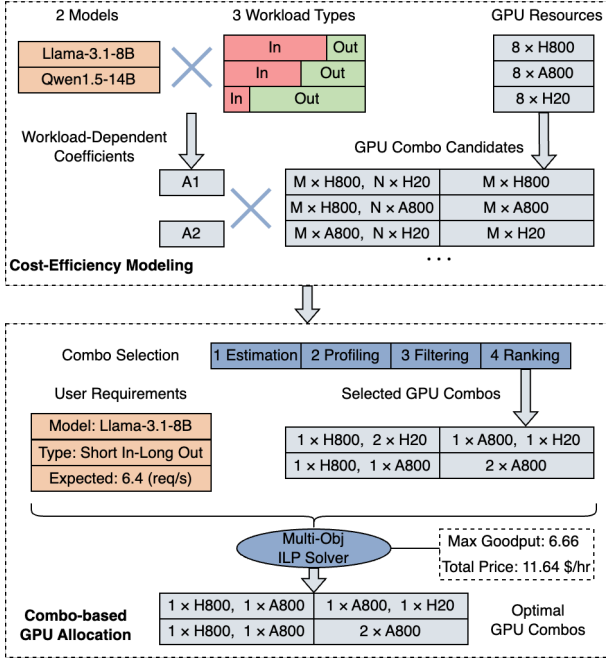 2 Models
3 Workload Types
GPU Resources
Llama-3.1-8B
Qwen1.5-14B
In
Out
In
Out
In
Out
8 × H800
8 × A800
8 × H20
Workload-Dependent
Coefficients
GPU Combo Candidates
A1
A2
M × H800, N × H20
M × H800
M × H800, N × A800
M × A800
M × A800, N × H20
M × H20
...
Cost-Efficiency Modeling
Combo Selection
1 Estimation
2 Profiling
3 Filtering
4 Ranking
User Requirements
Selected GPU Combos
Model: Llama-3.1-8B
Type: Short In-Long Out
Expected: 6.4 (req/s)
1 × H800, 2 × H20
1 × A800, 1 × H20
1 × H800, 1 × A800
2 × A800
Multi-Obj
ILP Solver
Max Goodput: 6.66
Total Price: 11.64 $/hr
Combo-based
GPU Allocation
1 × H800, 1 × A800
1 × A800, 1 × H20
1 × H800, 1 × A800
2 × A800
Optimal
GPU Combos